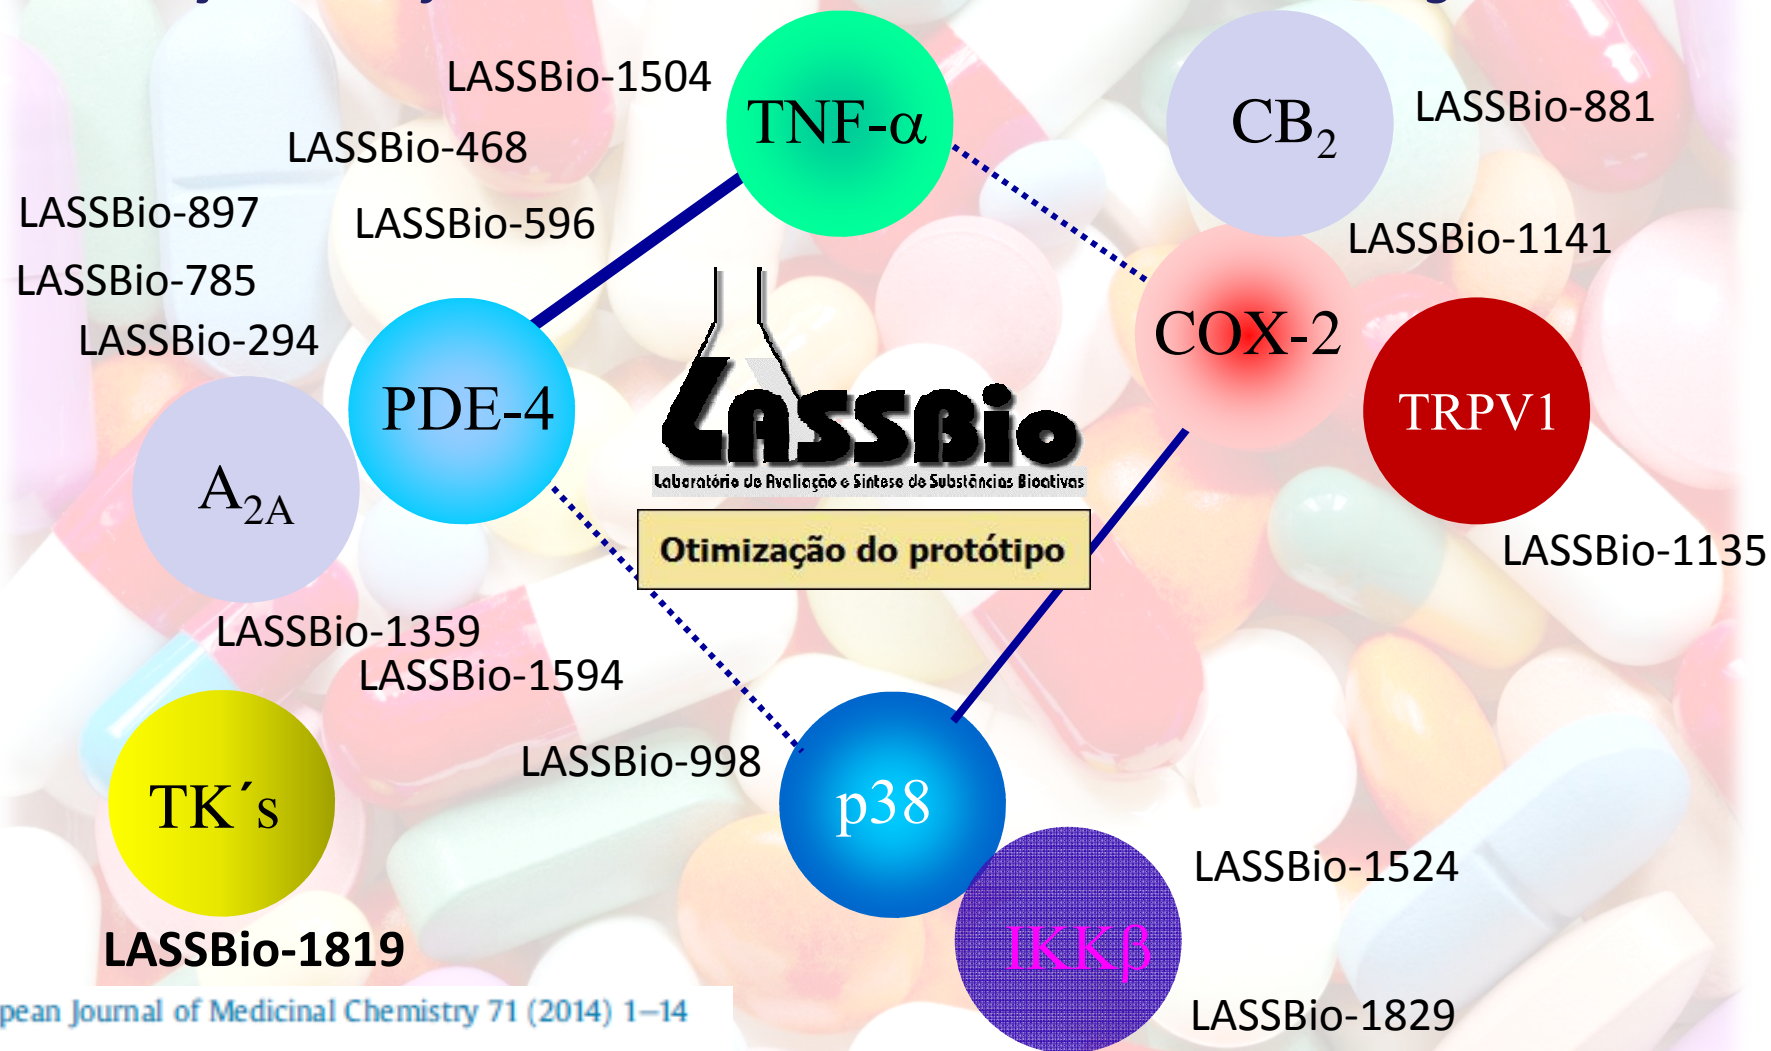 LASSBio-1504
TNF-α
CB₂
LASSBio-881
LASSBio-468
LASSBio-897
LASSBio-596
LASSBio-1141
LASSBio-785
LASSBio-294
COX-2
PDE-4
LASSBio
TRPV1
Laboratório de Avaliação e Síntese de Substâncias Bioativas
A₂A
Otimização do protótipo
LASSBio-1135
LASSBio-1359
LASSBio-1594
LASSBio-998
TK´s
p38
LASSBio-1524
IKKβ
LASSBio-1819
pean Journal of Medicinal Chemistry 71 (2014) 1–14
LASSBio-1829